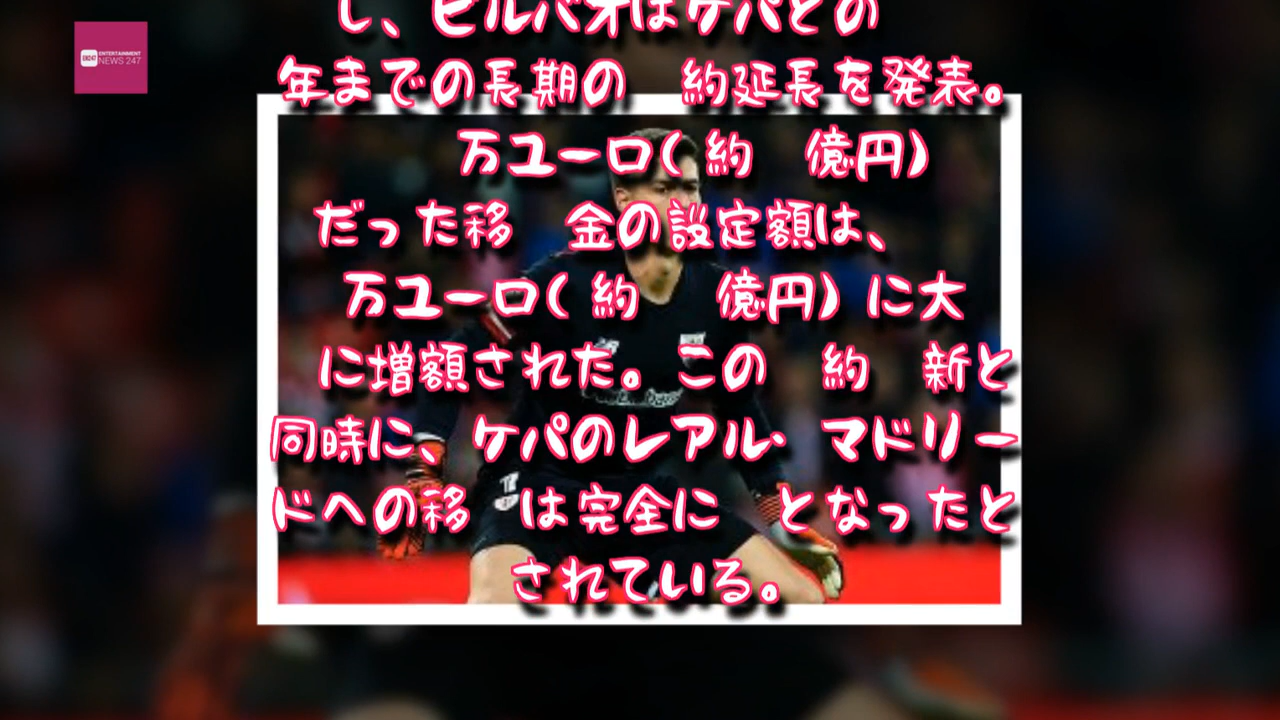 ENTERTAINMENT
NEWS 247
し、ビルバオはケパとの
年までの長期の 約延長を発表。
万ユーロ( 約 億円)
だった移 金の設定額は、
万ユーロ( 約 億円) に大
に増額された。この 約 新と
同時に、ケパのレアル・マドリー
ドへの移 は完全に となったと
されている。